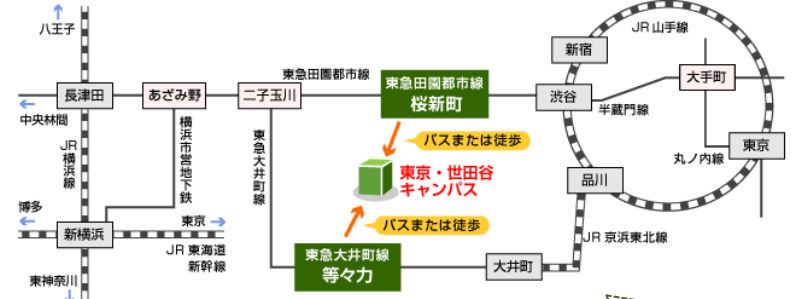 八王子
JR 山手線
新宿
東急田園都市線
東急田園都市線
桜新町
長津田
あざみ野
二子玉川
渋谷
大手町
半蔵門線
中央林間
JR横浜線
横浜市営地下鉄
東急大井町線
バスまたは徒歩
丸ノ内線
東京
東京・世田谷
キャンパス
品川
博多
東京
バスまたは徒歩
新横浜
JR 東海道
新幹線
東急大井町線
等々力
大井町
JR 京浜東北線
東神奈川